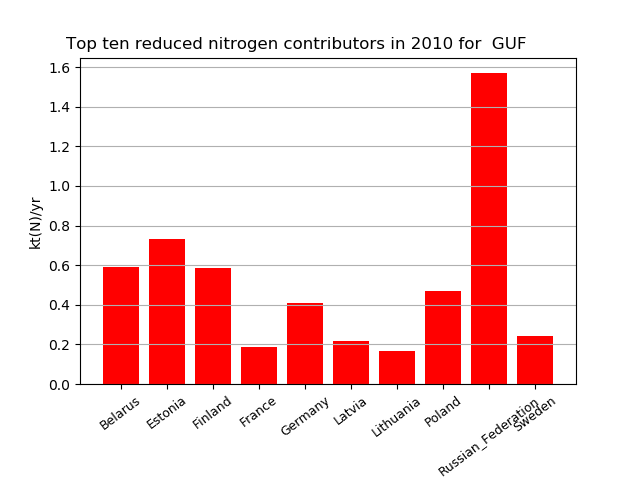 Top ten reduced nitrogen contributors in 2010 for  GUF
kt(N)/yr
1.6
1.4
1.2
1.0
0.8
0.6
0.4
0.2
0.0
Belarus
Estonia
Finland
France
Germany
Latvia
Lithuania
Poland
Russian_Federation
Sweden